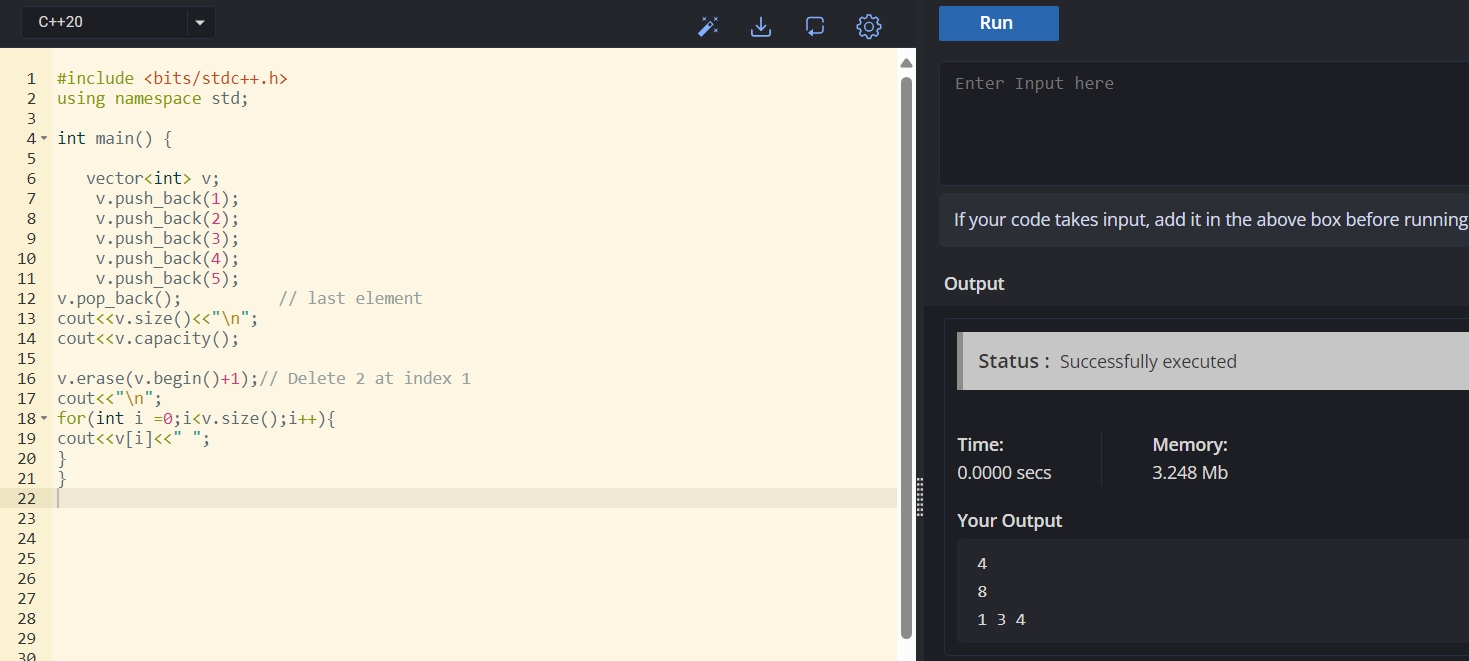 C++20
1 #include <bits/stdc++.h>
2 using namespace std;
3
4 int main() {
5
6    vector<int> v;
7     v.push_back(1);
8     v.push_back(2);
9     v.push_back(3);
10     v.push_back(4);
11     v.push_back(5);
12 v.pop_back();          // last element
13 cout<<v.size()<<"\n";
14 cout<<v.capacity();
15
16 v.erase(v.begin()+1);// Delete 2 at index 1
17 cout<<"\n";
18 for(int i =0;i<v.size();i++){
19 cout<<v[i]<<" ";
20 }
21 }
22
23
24
25
26
27
28
29
30
Run
Enter Input here
If your code takes input, add it in the above box before running
Output
Status : Successfully executed
Time:
0.0000 secs
Memory:
3.248 Mb
Your Output
4
8
1 3 4